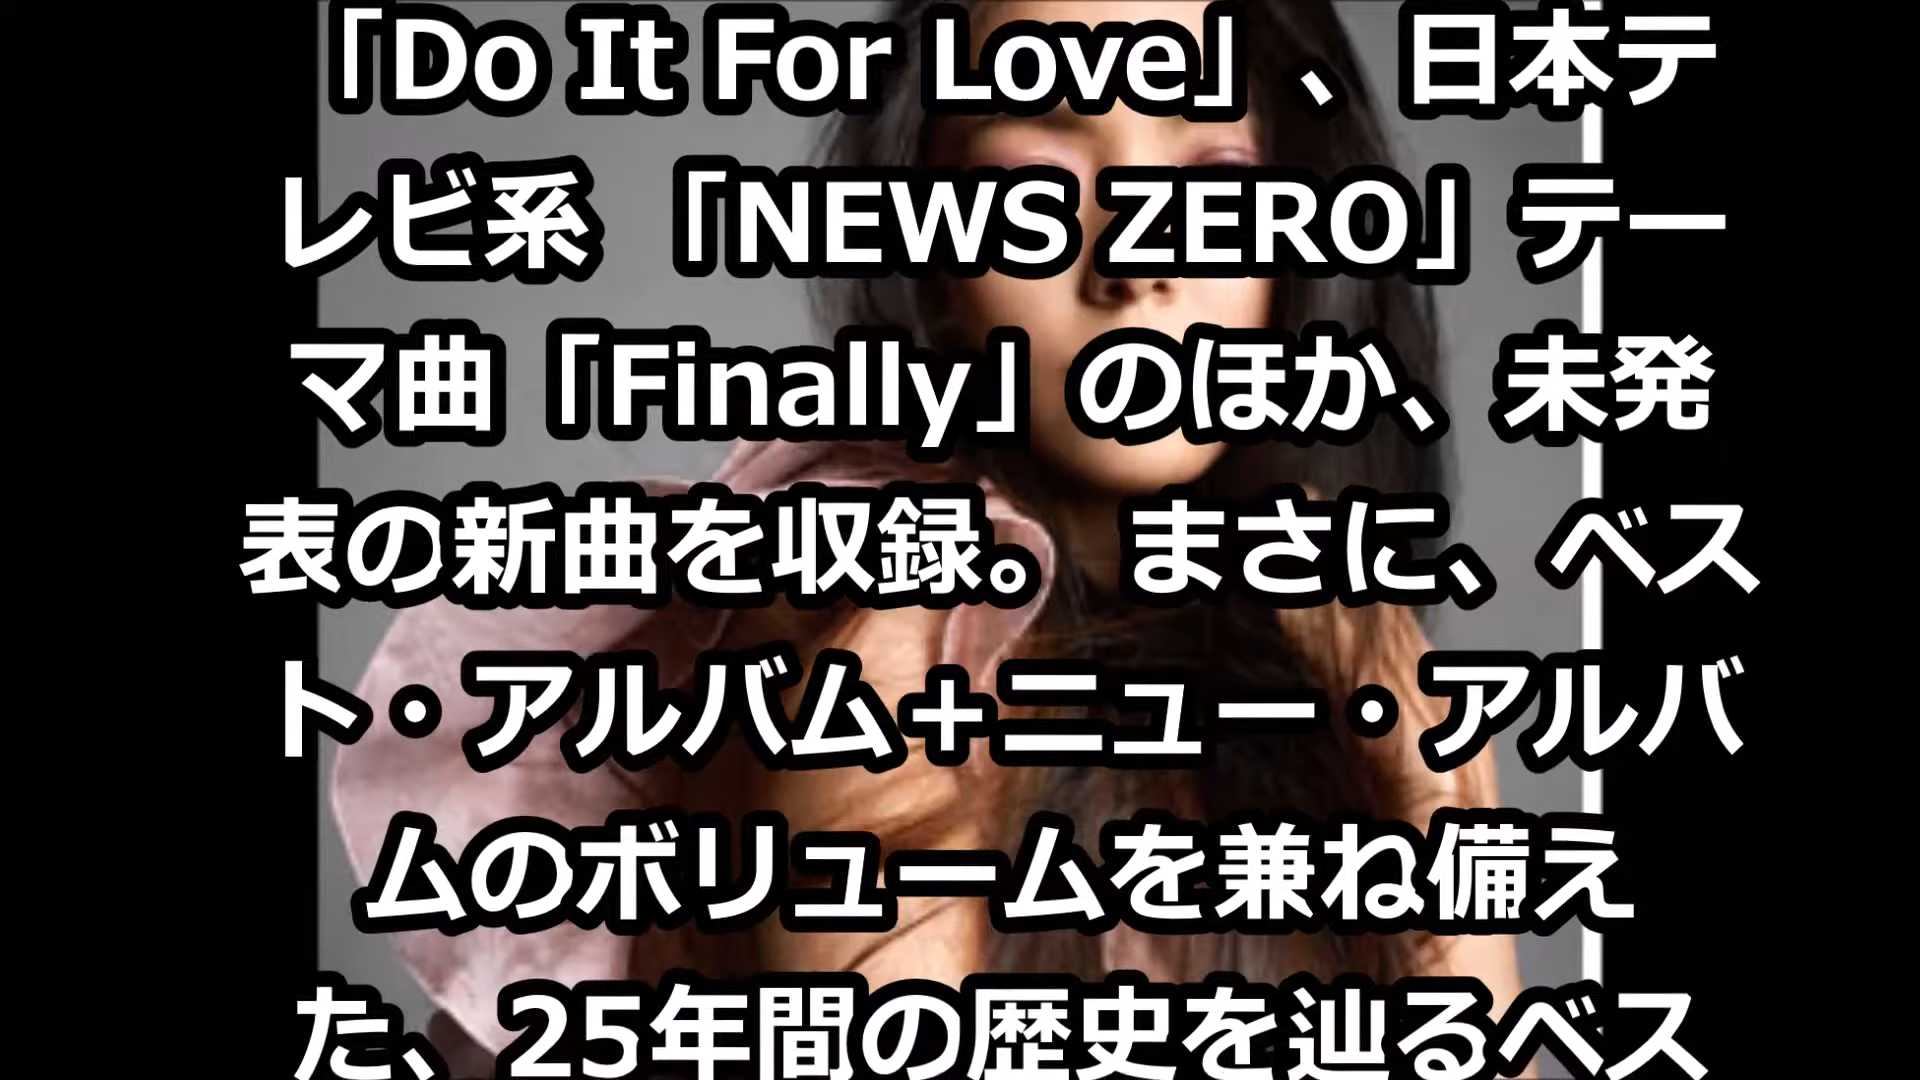 「Do It For Love」、日本テ
レビ系 「NEWS ZERO」テー
マ曲「Finally」のほか、未発
表の新曲を収録。 まさに、ベス
ト・アルバム＋ニュー・アルバ
ムのボリュームを兼ね備え
た、25年間の歴史を辿るベス